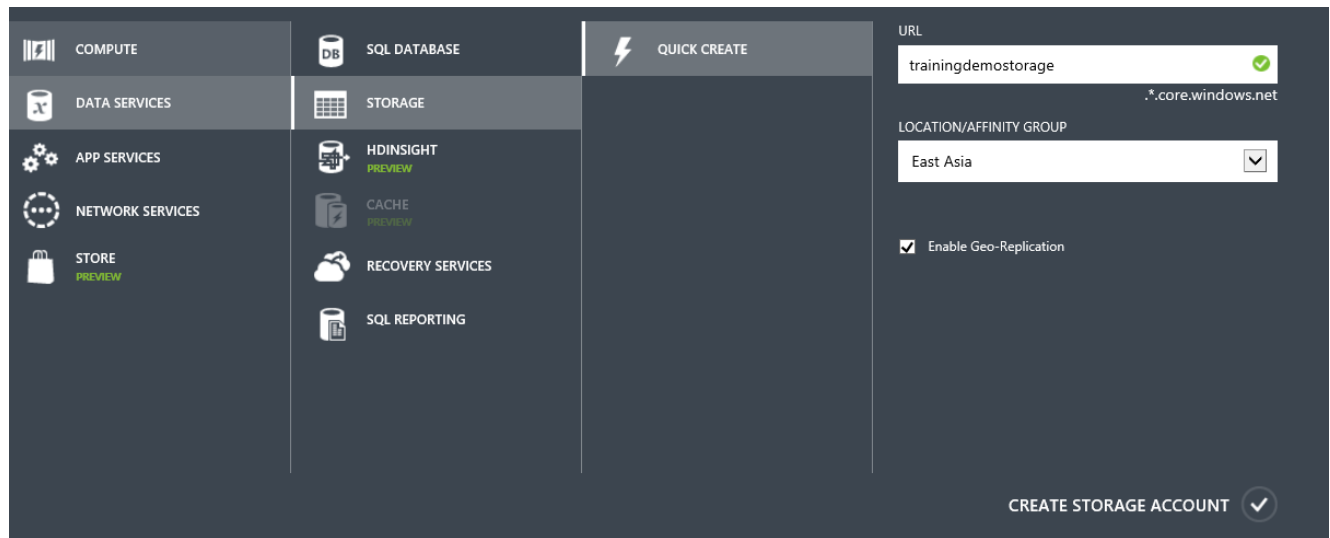 COMPUTE
DATA SERVICES
APP SERVICES
NETWORK SERVICES
STORE
PREVIEW
DB
SQL DATABASE
STORAGE
HDINSIGHT
PREVIEW
CACHE
PREVIEW
RECOVERY SERVICES
SQL REPORTING
QUICK CREATE
URL
trainingdemostorage
.*.core.windows.net
LOCATION/AFFINITY GROUP
East Asia
Enable Geo-Replication
CREATE STORAGE ACCOUNT